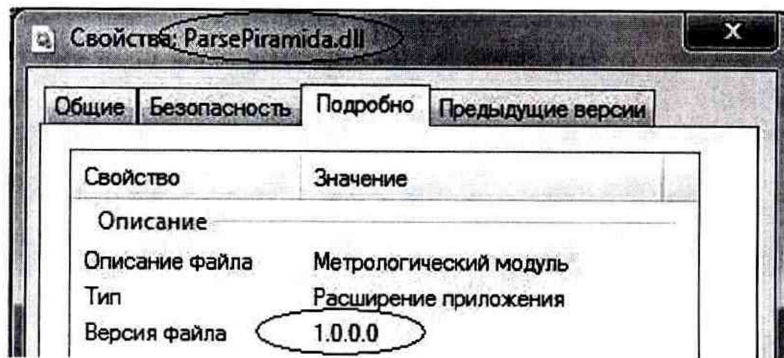 Свойства: ParsePiramida.dll
x
Общие Безопасность Подробно Предыдущие версии
Свойство Значение
Описание
Описание файла Метрологический модуль
Тип Расширение приложения
Версия файла 1.0.0.0